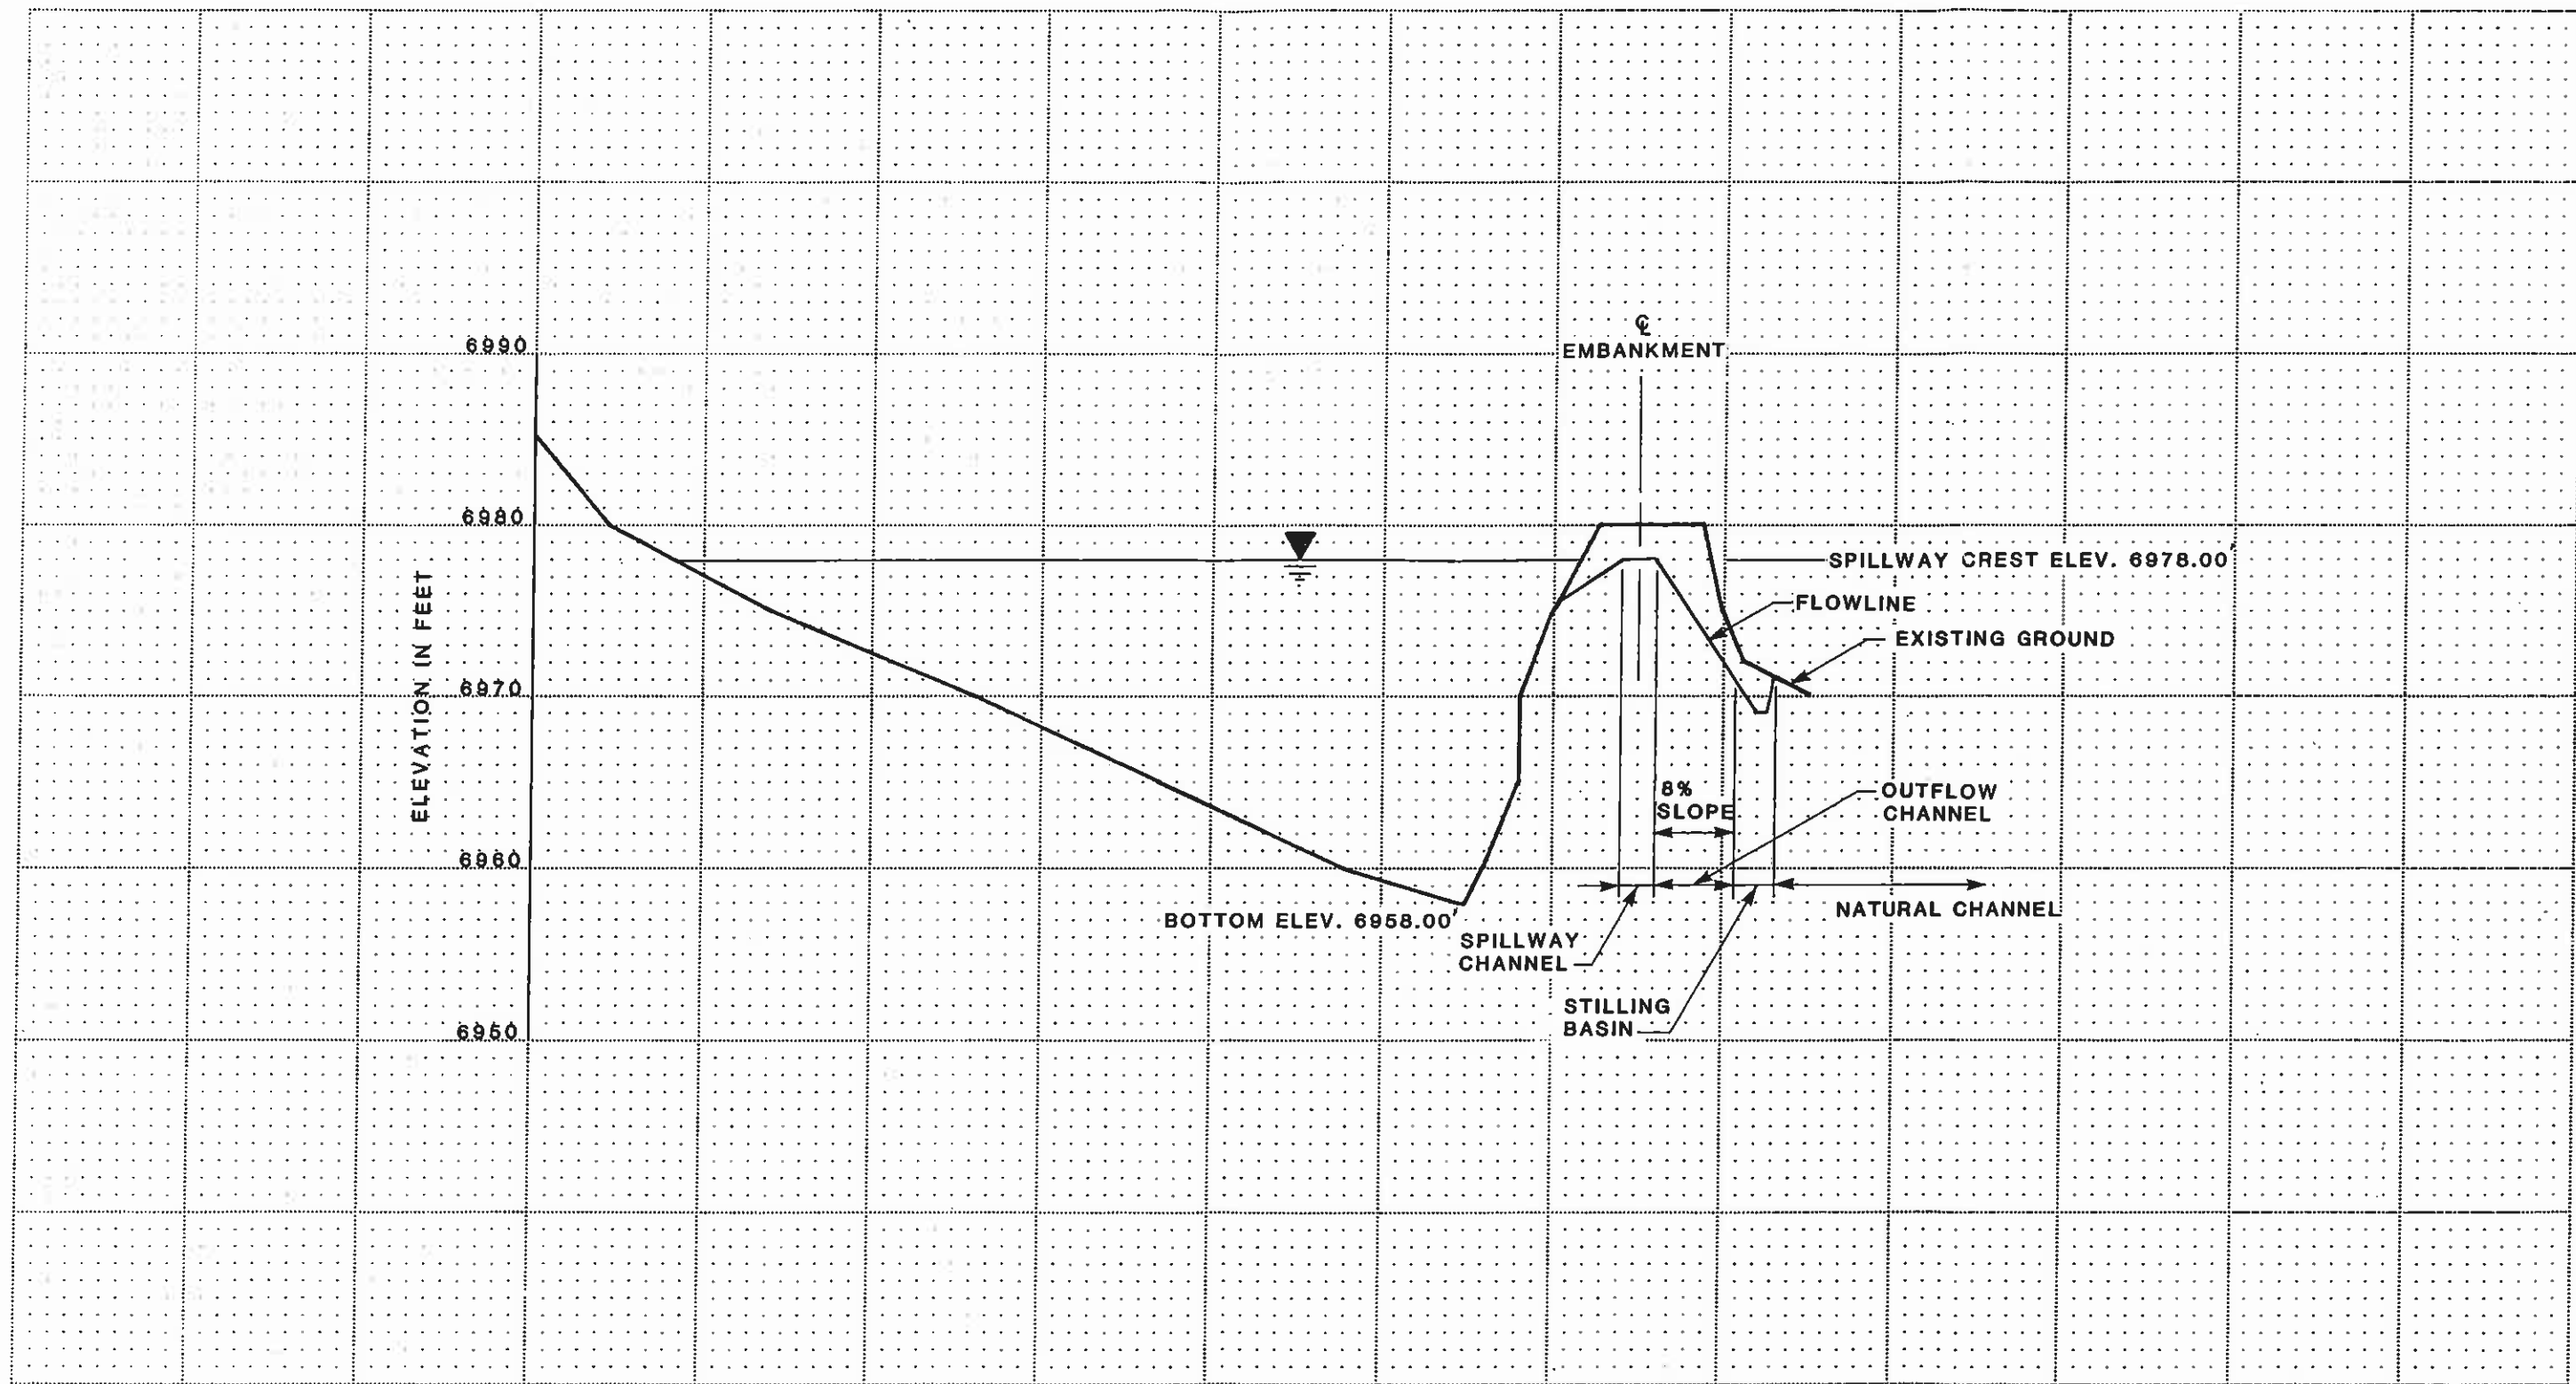 ℄
EMBANKMENT
6990
6980
6970
6960
6950
ELEVATION IN FEET
SPILLWAY CREST ELEV. 6978.00'
FLOWLINE
EXISTING GROUND
8%
SLOPE
OUTFLOW
CHANNEL
NATURAL CHANNEL
BOTTOM ELEV. 6958.00'
SPILLWAY
CHANNEL
STILLING
BASIN